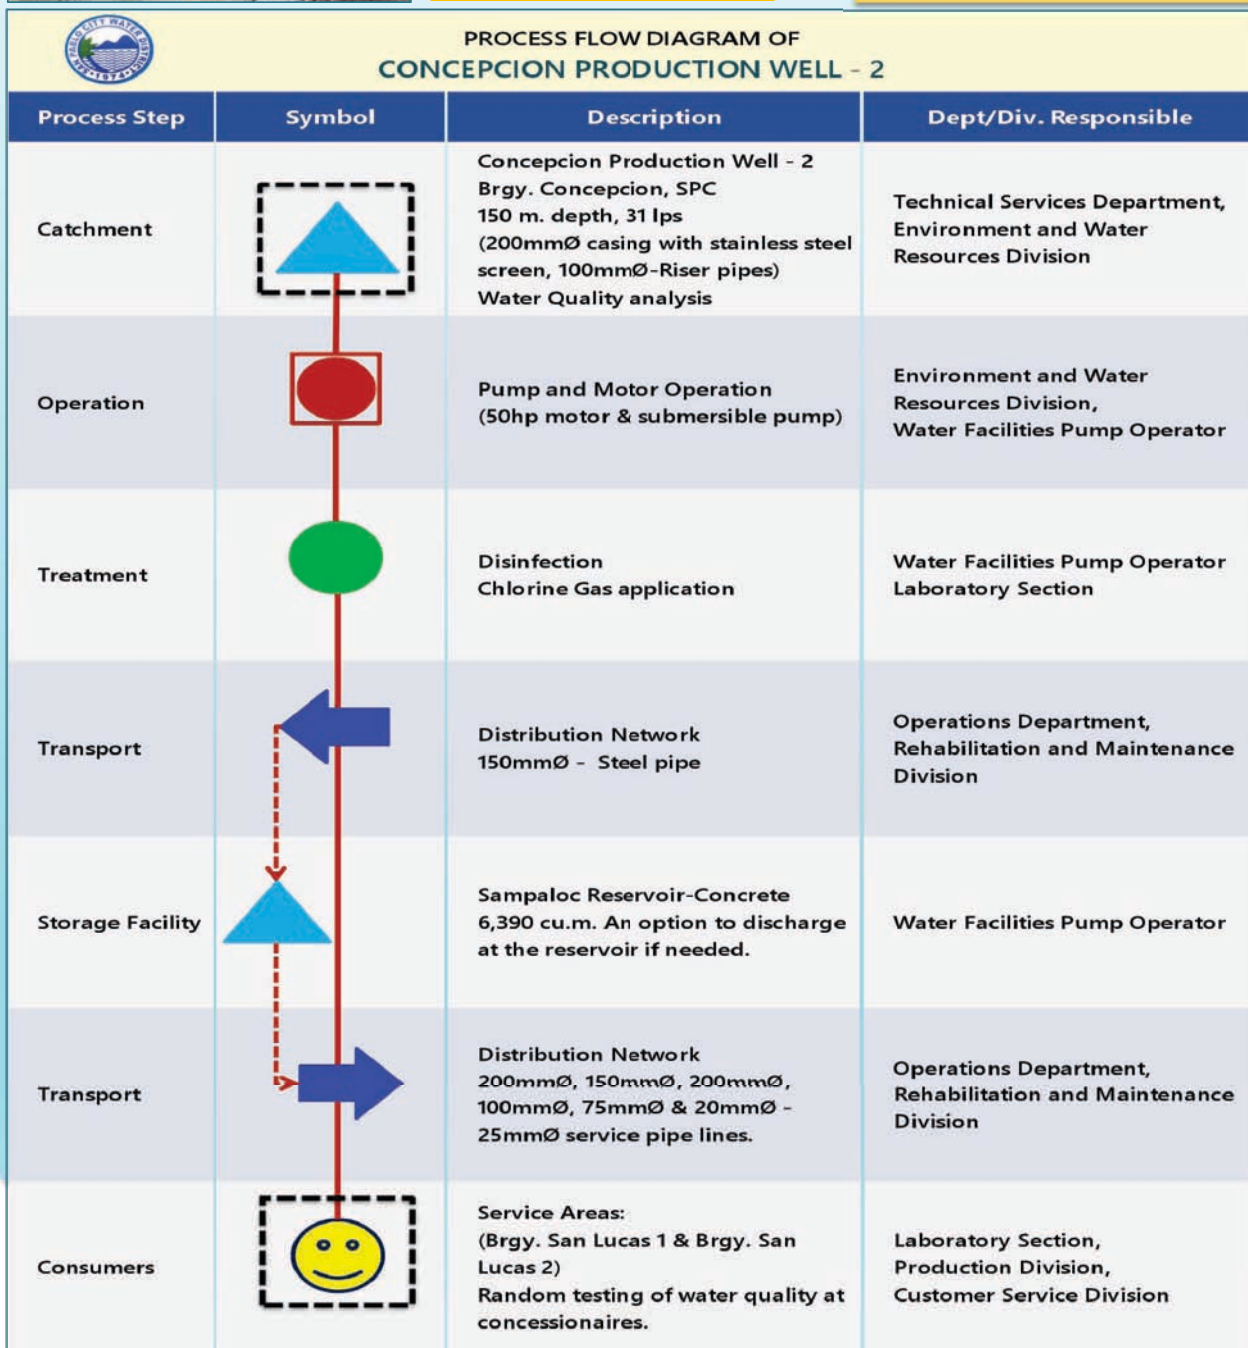 SAN PABLO CITY WATER DISTRICT
1974
PROCESS FLOW DIAGRAM OF
CONCEPCION PRODUCTION WELL - 2
Process Step
Symbol
Description
Dept/Div. Responsible
Catchment
Concepcion Production Well - 2
Brgy. Concepcion, SPC
150 m. depth, 31 lps
(200mmØ casing with stainless steel
screen, 100mmØ-Riser pipes)
Water Quality analysis
Technical Services Department,
Environment and Water
Resources Division
Operation
Pump and Motor Operation
(50hp motor & submersible pump)
Environment and Water
Resources Division,
Water Facilities Pump Operator
Treatment
Disinfection
Chlorine Gas application
Water Facilities Pump Operator
Laboratory Section
Transport
Distribution Network
150mmØ - Steel pipe
Operations Department,
Rehabilitation and Maintenance
Division
Storage Facility
Sampaloc Reservoir-Concrete
6,390 cu.m. An option to discharge
at the reservoir if needed.
Water Facilities Pump Operator
Transport
Distribution Network
200mmØ, 150mmØ, 200mmØ,
100mmØ, 75mmØ & 20mmØ -
25mmØ service pipe lines.
Operations Department,
Rehabilitation and Maintenance
Division
Consumers
Service Areas:
(Brgy. San Lucas 1 & Brgy. San
Lucas 2)
Random testing of water quality at
concessionaires.
Laboratory Section,
Production Division,
Customer Service Division